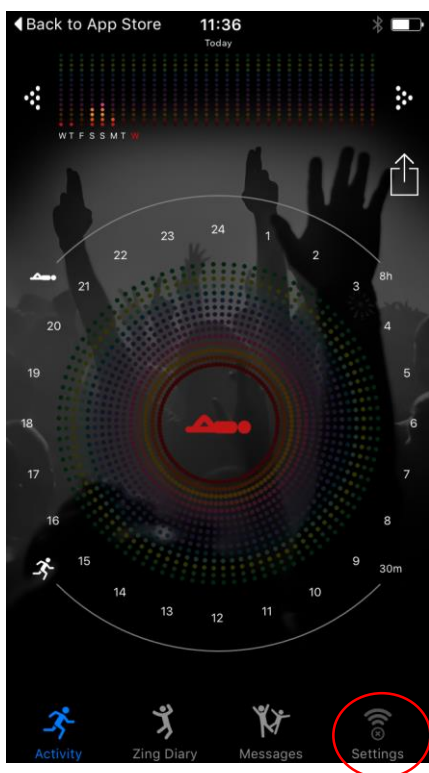 Back to App Store 11:36
Today
W T F S S M T W
24
23 1
22 2
21 3 8h
20 4
19 5
18 6
17 7
16 8
15 9 30m
14 10
13 11
12
Activity Zing Diary Messages Settings